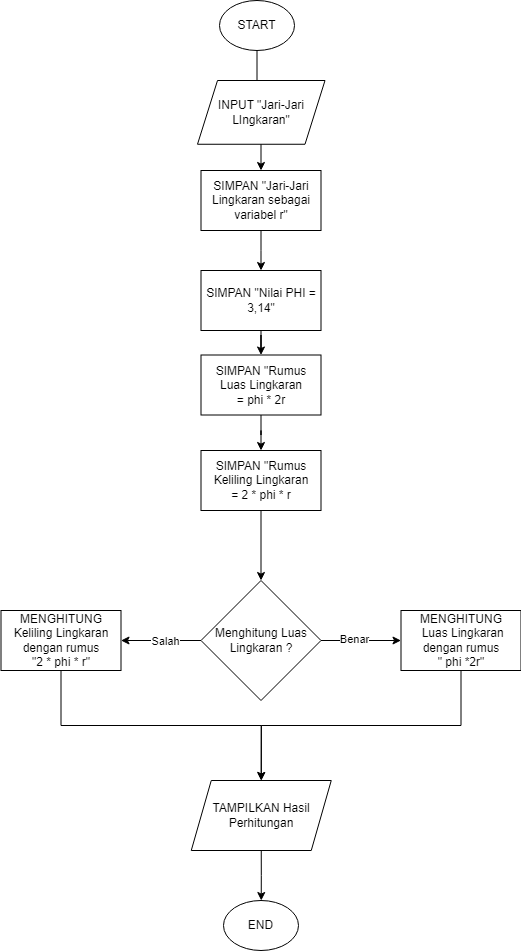 START
INPUT "Jari-Jari
LIngkaran"
SIMPAN "Jari-Jari
Lingkaran sebagai
variabel r"
SIMPAN "Nilai PHI =
3,14"
SIMPAN "Rumus
Luas Lingkaran
= phi * 2r
SIMPAN "Rumus
Keliling Lingkaran
= 2 * phi * r
Menghitung Luas
Lingkaran ?
Salah
Benar
MENGHITUNG
Keliling Lingkaran
dengan rumus
"2 * phi * r"
MENGHITUNG
Luas Lingkaran
dengan rumus
" phi *2r"
TAMPILKAN Hasil
Perhitungan
END